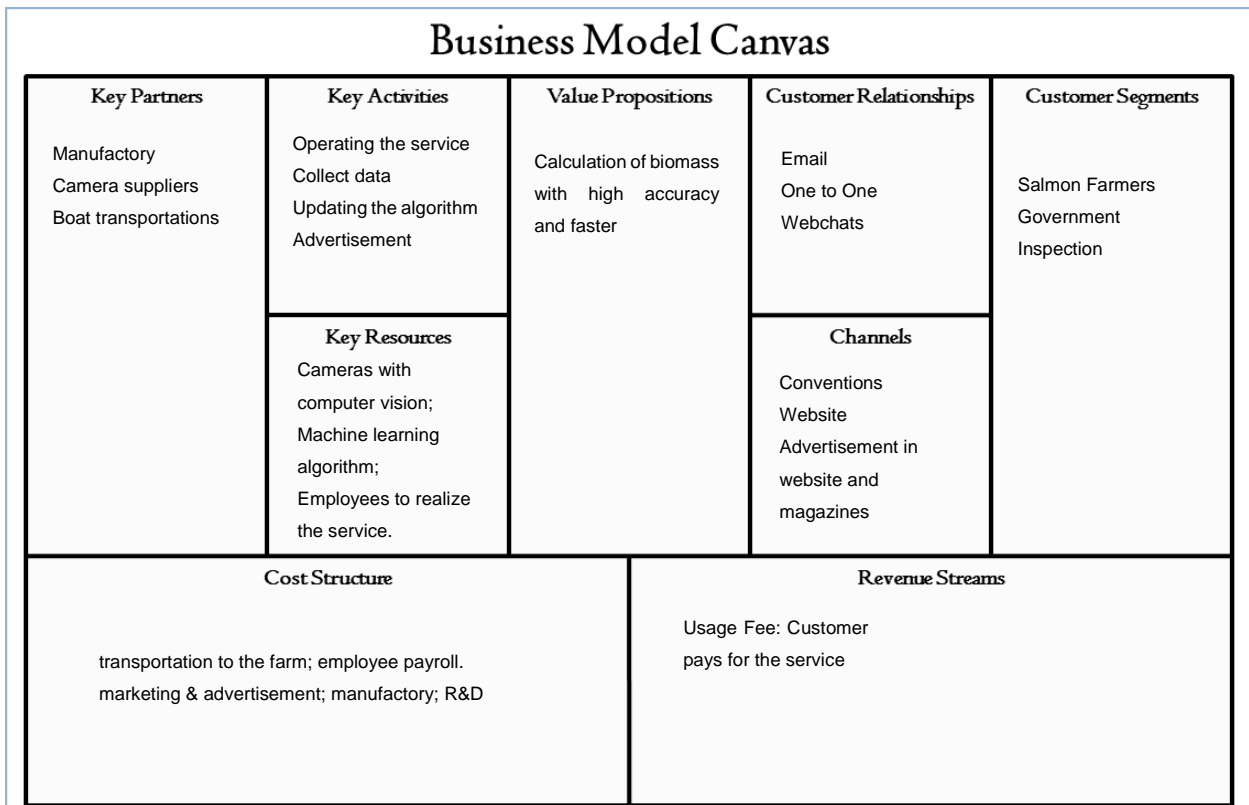 Business Model Canvas
Key Partners
Manufactory
Camera suppliers
Boat transportations
Key Activities
Operating the service
Collect data
Updating the algorithm
Advertisement
Key Resources
Cameras with
computer vision;
Machine learning
algorithm;
Employees to realize
the service.
Value Propositions
Calculation of biomass
with high accuracy
and faster
Customer Relationships
Email
One to One
Webchats
Channels
Conventions
Website
Advertisement in
website and
magazines
Customer Segments
Salmon Farmers
Government
Inspection
Cost Structure
transportation to the farm; employee payroll.
marketing & advertisement; manufactory; R&D
Revenue Streams
Usage Fee: Customer
pays for the service